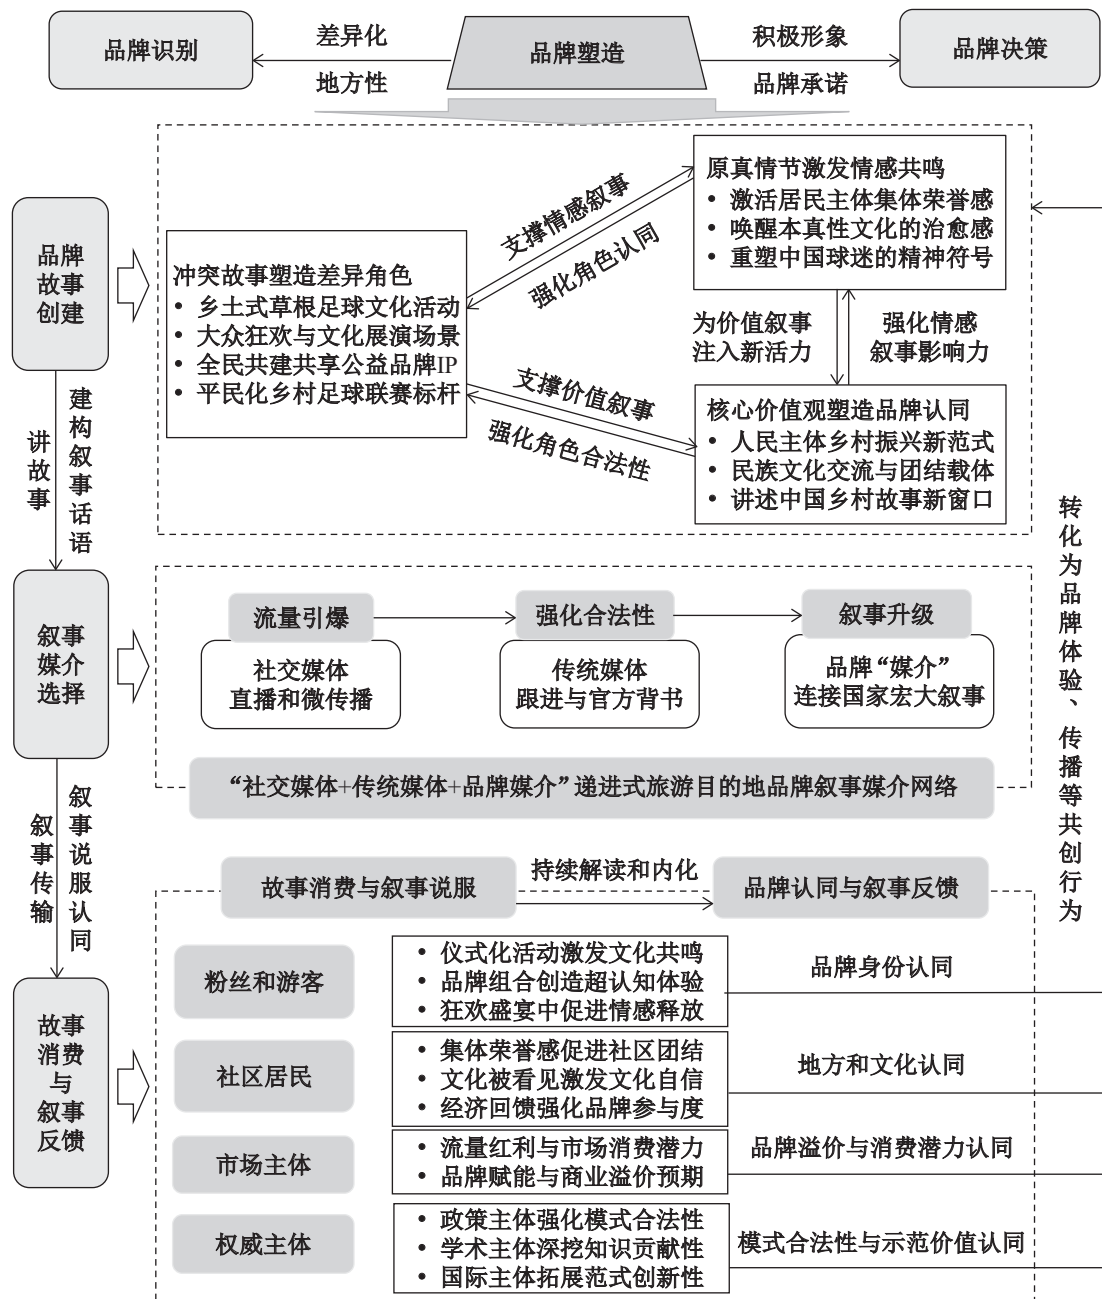 品牌识别
差异化
地方性
品牌塑造
积极形象
品牌承诺
品牌决策
品牌
故事
创建
冲突故事塑造差异角色
• 乡土式草根足球文化活动
• 大众狂欢与文化展演场景
• 全民共建共享公益品牌IP
• 平民化乡村足球联赛标杆
支撑情感叙事
强化角色认同
原真情节激发情感共鸣
• 激活居民主体集体荣誉感
• 唤醒本真性文化的治愈感
• 重塑中国球迷的精神符号
为价值叙事
注入新活力
强化情感
叙事影响力
支撑价值叙事
强化角色合法性
核心价值观塑造品牌认同
• 人民主体乡村振兴新范式
• 民族文化交流与团结载体
• 讲述中国乡村故事新窗口
讲故事
建构叙事话语
叙事
媒介
选择
流量引爆
社交媒体
直播和微传播
强化合法性
传统媒体
跟进与官方背书
叙事升级
品牌“媒介”
连接国家宏大叙事
“社交媒体+传统媒体+品牌媒介”递进式旅游目的地品牌叙事媒介网络
叙事传输
叙事说服认同
故事
消费
与
叙事
反馈
故事消费与叙事说服
持续解读和内化
品牌认同与叙事反馈
粉丝和游客
• 仪式化活动激发文化共鸣
• 品牌组合创造超认知体验
• 狂欢盛宴中促进情感释放
品牌身份认同
社区居民
• 集体荣誉感促进社区团结
• 文化被看见激发文化自信
• 经济回馈强化品牌参与度
地方和文化认同
市场主体
• 流量红利与市场消费潜力
• 品牌赋能与商业溢价预期
品牌溢价与消费潜力认同
权威主体
• 政策主体强化模式合法性
• 学术主体深挖知识贡献性
• 国际主体拓展范式创新性
模式合法性与示范价值认同
转化为品牌体验、传播等共创行为